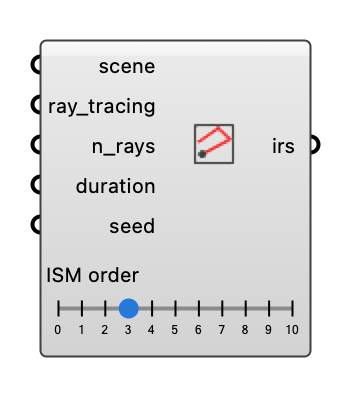 scene
ray_tracing
n_rays
irs
duration
seed
ISM order
0 1 2 3 4 5 6 7 8 9 10